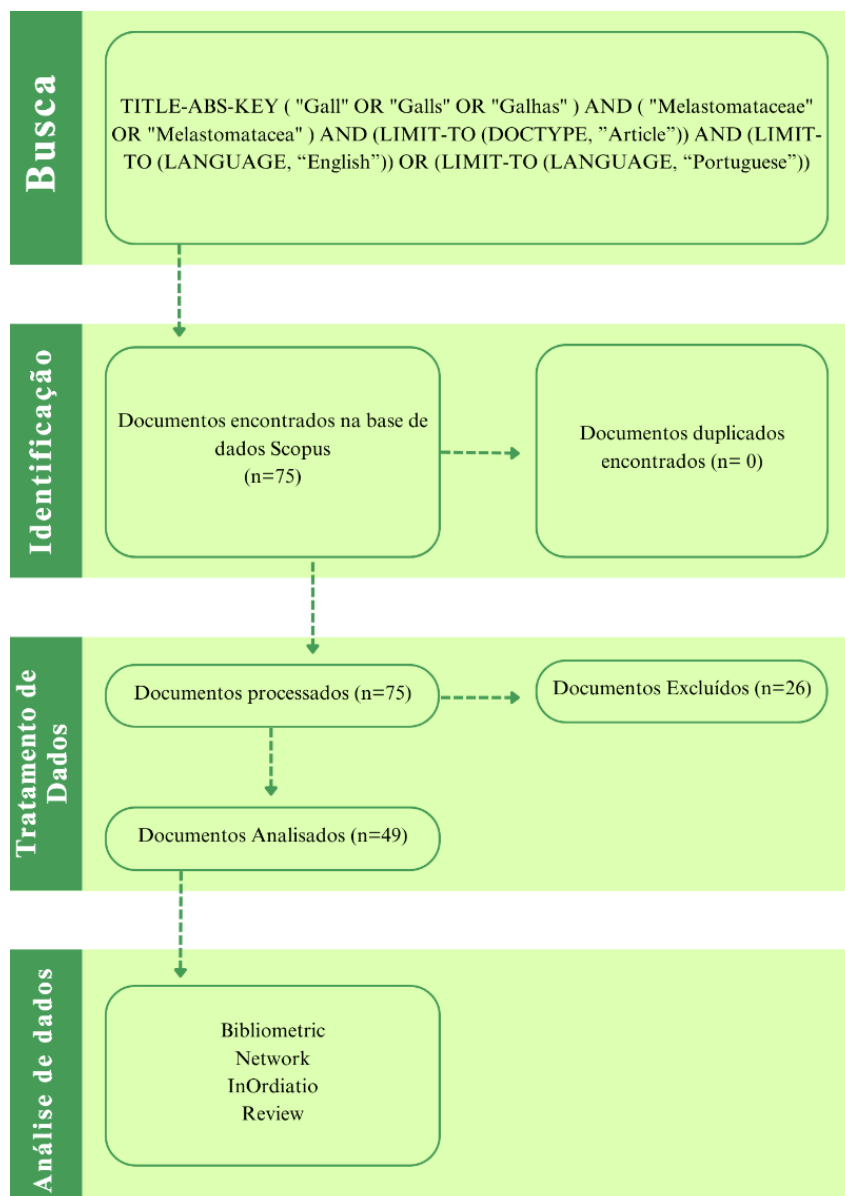 Busca
TITLE-ABS-KEY ( "Gall" OR "Galls" OR "Galhas" ) AND ( "Melastomataceae"
OR "Melastomatacea" ) AND (LIMIT-TO (DOCTYPE, ”Article”)) AND (LIMIT-
TO (LANGUAGE, “English”)) OR (LIMIT-TO (LANGUAGE, “Portuguese”))
Identificação
Documentos encontrados na base de
dados Scopus
(n=75)
Documentos duplicados
encontrados (n= 0)
Tratamento de
Dados
Documentos processados (n=75)
Documentos Excluídos (n=26)
Documentos Analisados (n=49)
Análise de dados
Bibliometric
Network
InOrdiatio
Review